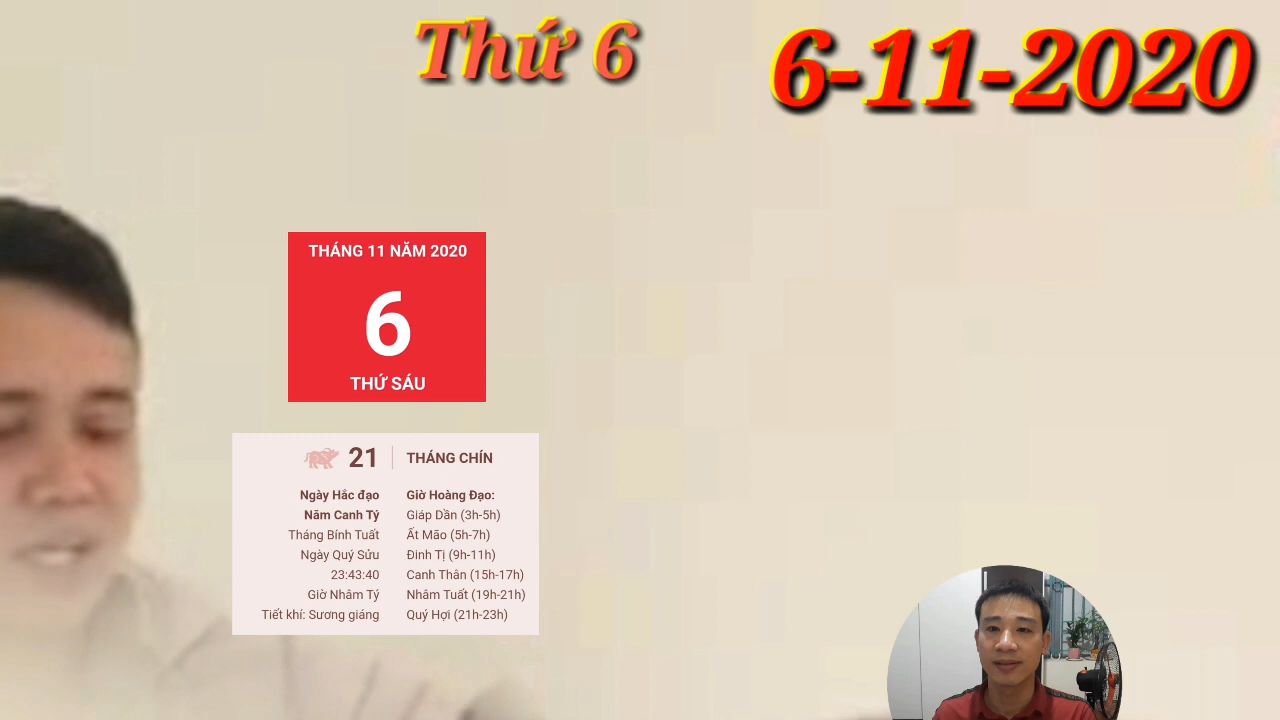 Thứ 6
6-11-2020
THÁNG 11 NĂM 2020
6
THỨ SÁU
21
THÁNG CHÍN
Ngày Hắc đạo
Năm Canh Tý
Tháng Bính Tuất
Ngày Quý Sửu
23:43:40
Giờ Nhâm Tý
Tiết khí: Sương giáng
Giờ Hoàng Đạo:
Giáp Dần (3h-5h)
Ất Mão (5h-7h)
Đinh Tị (9h-11h)
Canh Thân (15h-17h)
Nhâm Tuất (19h-21h)
Quý Hợi (21h-23h)